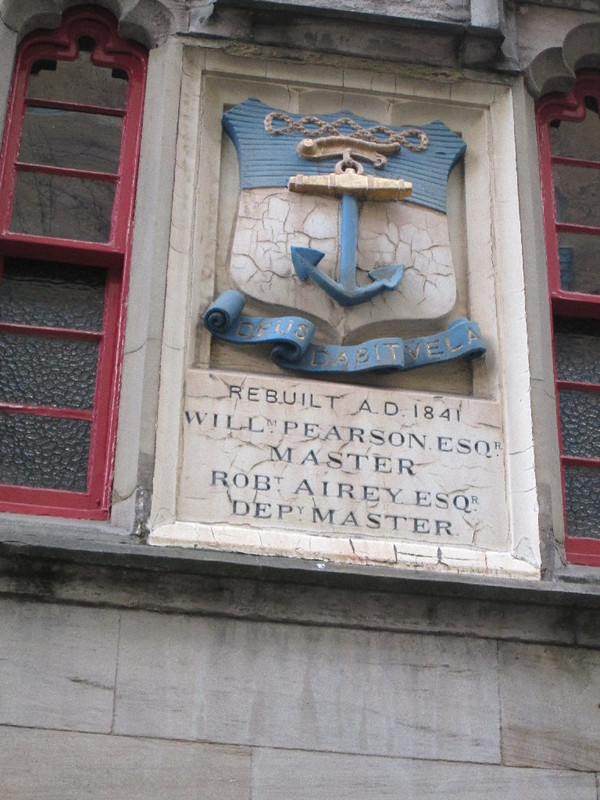 DEUS DABIT VELA
REBUILT A.D. 1841
WILLM PEARSON. ESQR.
MASTER
ROBT AIREY. ESQR.
DEPY MASTER.